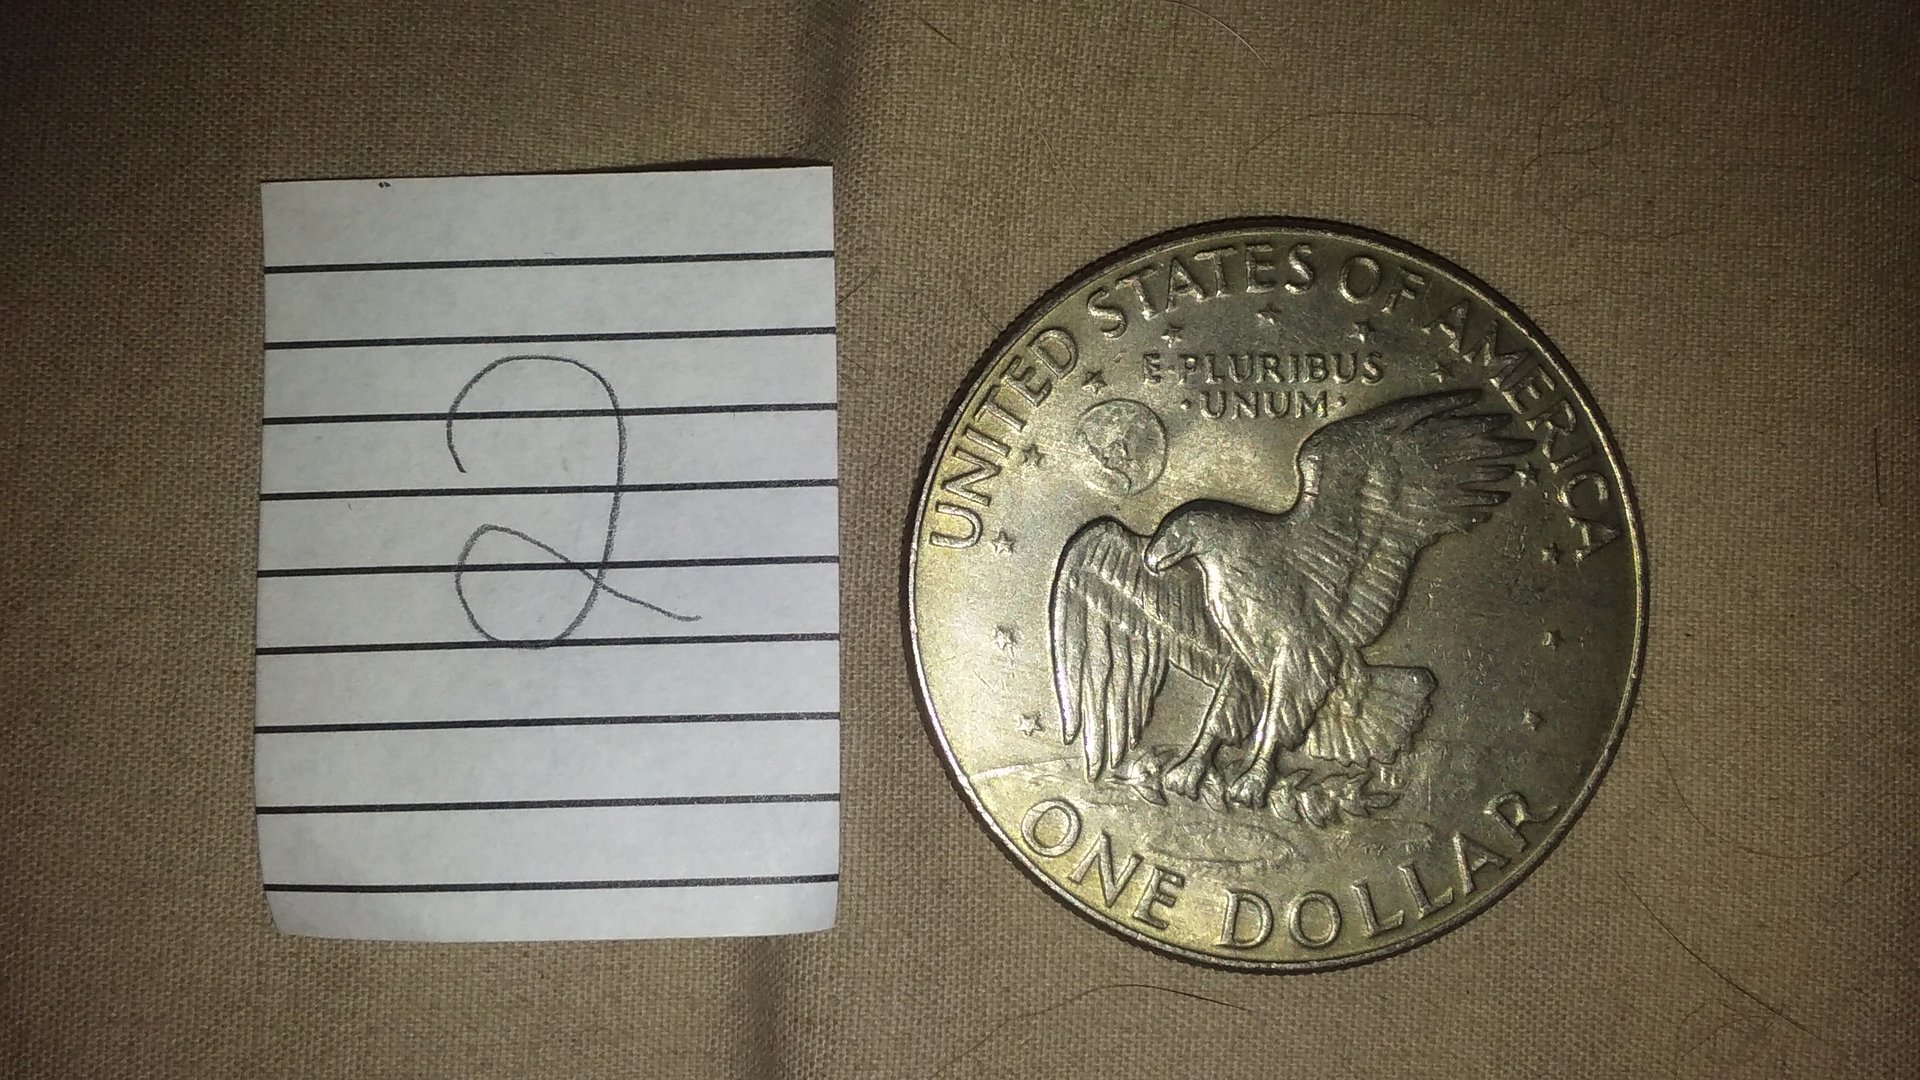 2
UNITED STATES OF AMERICA
E PLURIBUS
·UNUM·
ONE DOLLAR